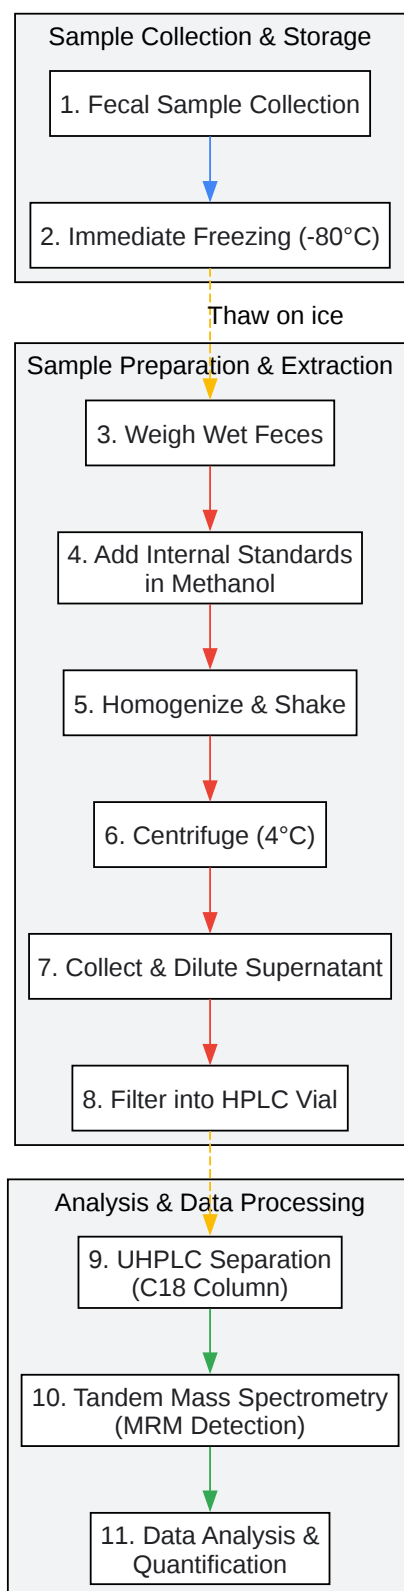 Sample Collection & Storage
1. Fecal Sample Collection
2. Immediate Freezing (-80°C)
Thaw on ice
Sample Preparation & Extraction
3. Weigh Wet Feces
4. Add Internal Standards
in Methanol
5. Homogenize & Shake
6. Centrifuge (4°C)
7. Collect & Dilute Supernatant
8. Filter into HPLC Vial
Analysis & Data Processing
9. UHPLC Separation
(C18 Column)
10. Tandem Mass Spectrometry
(MRM Detection)
11. Data Analysis &
Quantification